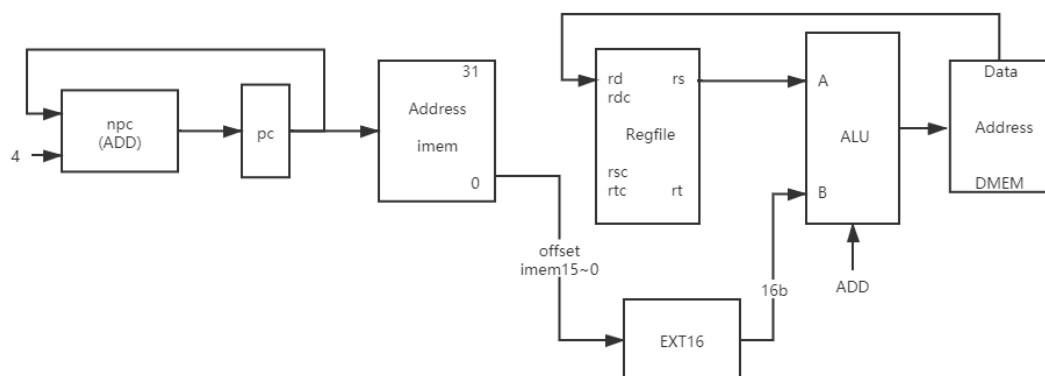 npc
(ADD)
4
pc
31
Address
imem
0
offset
imem15~0
EXT16
16b
rd
rs
rdc
Regfile
rsc
rtc
rt
A
ALU
B
ADD
Data
Address
DMEM